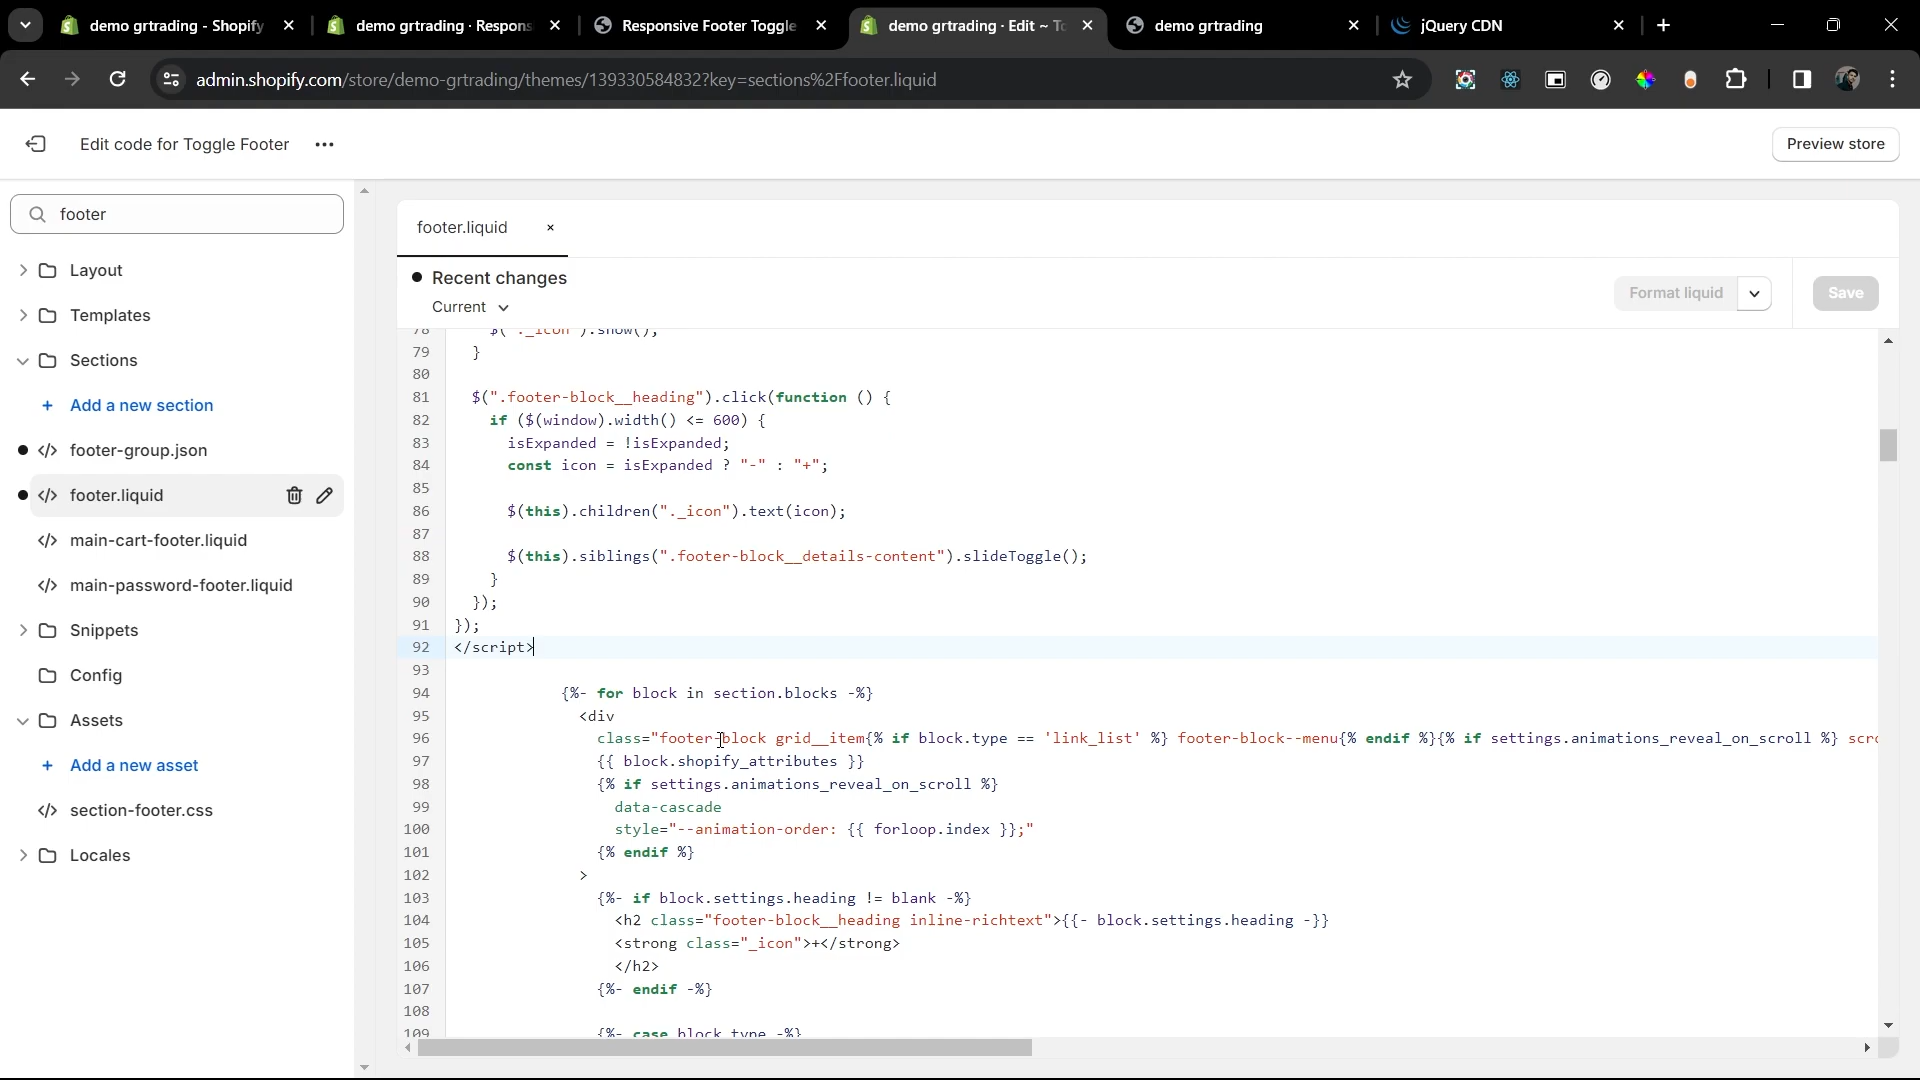 demo grtrading - Shopify
demo grtrading · Respons
Responsive Footer Toggle
demo grtrading · Edit ~ To
demo grtrading
jQuery CDN
admin.shopify.com/store/demo-grtrading/themes/139330584832?key=sections%2Ffooter.liquid
Edit code for Toggle Footer
Preview store
footer
Layout
Templates
Sections
Add a new section
footer-group.json
footer.liquid
main-cart-footer.liquid
main-password-footer.liquid
Snippets
Config
Assets
Add a new asset
section-footer.css
Locales
footer.liquid ×
Recent changes
Current
Format liquid
Save
78 $("._icon").show();
79 }
80
81 $(".footer-block__heading").click(function () {
82 if ($(window).width() <= 600) {
83 isExpanded = !isExpanded;
84 const icon = isExpanded ? "-" : "+";
85
86 $(this).children("._icon").text(icon);
87
88 $(this).siblings(".footer-block__details-content").slideToggle();
89 }
90 });
91 });
92 </script>
93
94 {%- for block in section.blocks -%}
95 <div
96 class="footer-block grid__item{% if block.type == 'link_list' %} footer-block--menu{% endif %}{% if settings.animations_reveal_on_scroll %} scro
97 {{ block.shopify_attributes }}
98 {% if settings.animations_reveal_on_scroll %}
99 data-cascade
100 style="--animation-order: {{ forloop.index }};"
101 {% endif %}
102 >
103 {%- if block.settings.heading != blank -%}
104 <h2 class="footer-block__heading inline-richtext">{{- block.settings.heading -}}
105 <strong class="_icon">+</strong>
106 </h2>
107 {%- endif -%}
108
109 {%- case block.type -%}